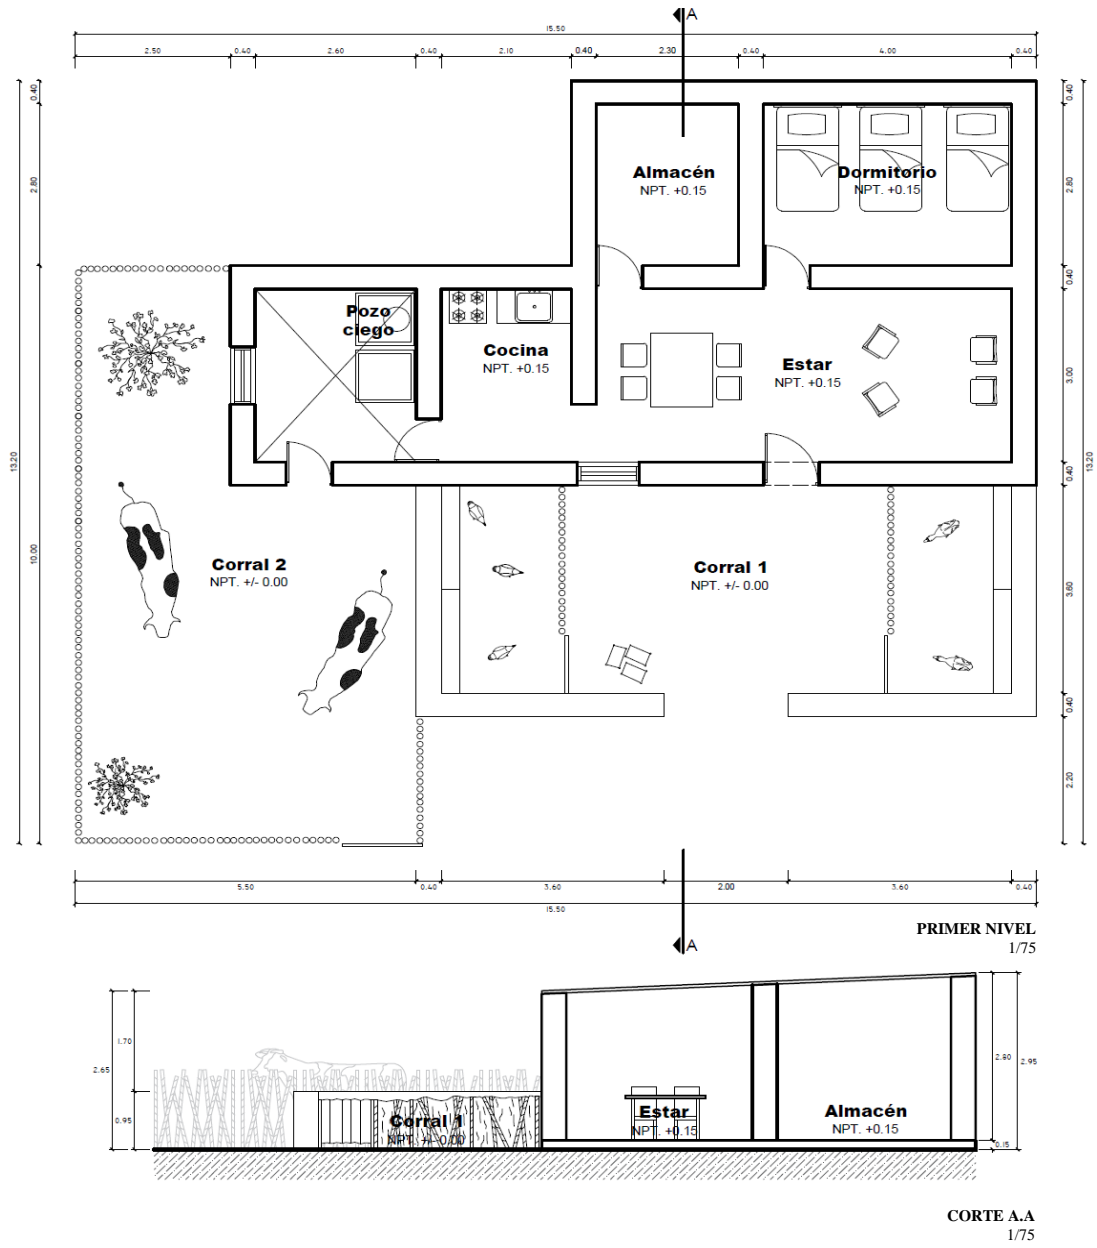 A
15.50
2.50 0.40 2.60 0.40 2.10 0.40 2.30 0.40 4.00 0.40
0.40
2.80
13.20
10.00
0.40
2.80
0.40
3.00
0.40
3.60
0.40
2.20
13.20
Almacén
NPT. +0.15
Dormitorio
NPT. +0.15
Pozo
ciego
Cocina
NPT. +0.15
Estar
NPT. +0.15
Corral 2
NPT. +/- 0.00
Corral 1
NPT. +/- 0.00
5.50 0.40 3.60 2.00 3.60 0.40
15.50
A
PRIMER NIVEL
1/75
2.65
1.70
0.95
Corral 1
NPT. +/- 0.00
Estar
NPT. +0.15
Almacén
NPT. +0.15
2.80
2.95
0.15
CORTE A.A
1/75